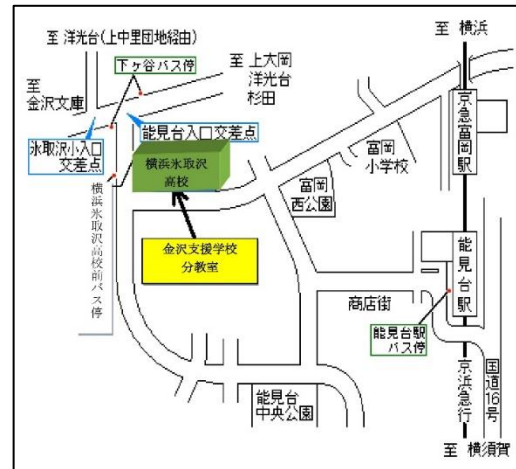 至 洋光台(上中里団地経由)
至 横浜
下ヶ谷バス停
至
金沢文庫
至 上大岡
洋光台
杉田
氷取沢小入口
交差点
能見台入口交差点
横浜氷取沢
高校
横浜氷取沢高校前バス停
金沢支援学校
分教室
富岡
小学校
富岡
西公園
京急富岡駅
能見台駅
商店街
能見台駅
バス停
能見台
中央公園
京浜急行
国道16号
至 横須賀